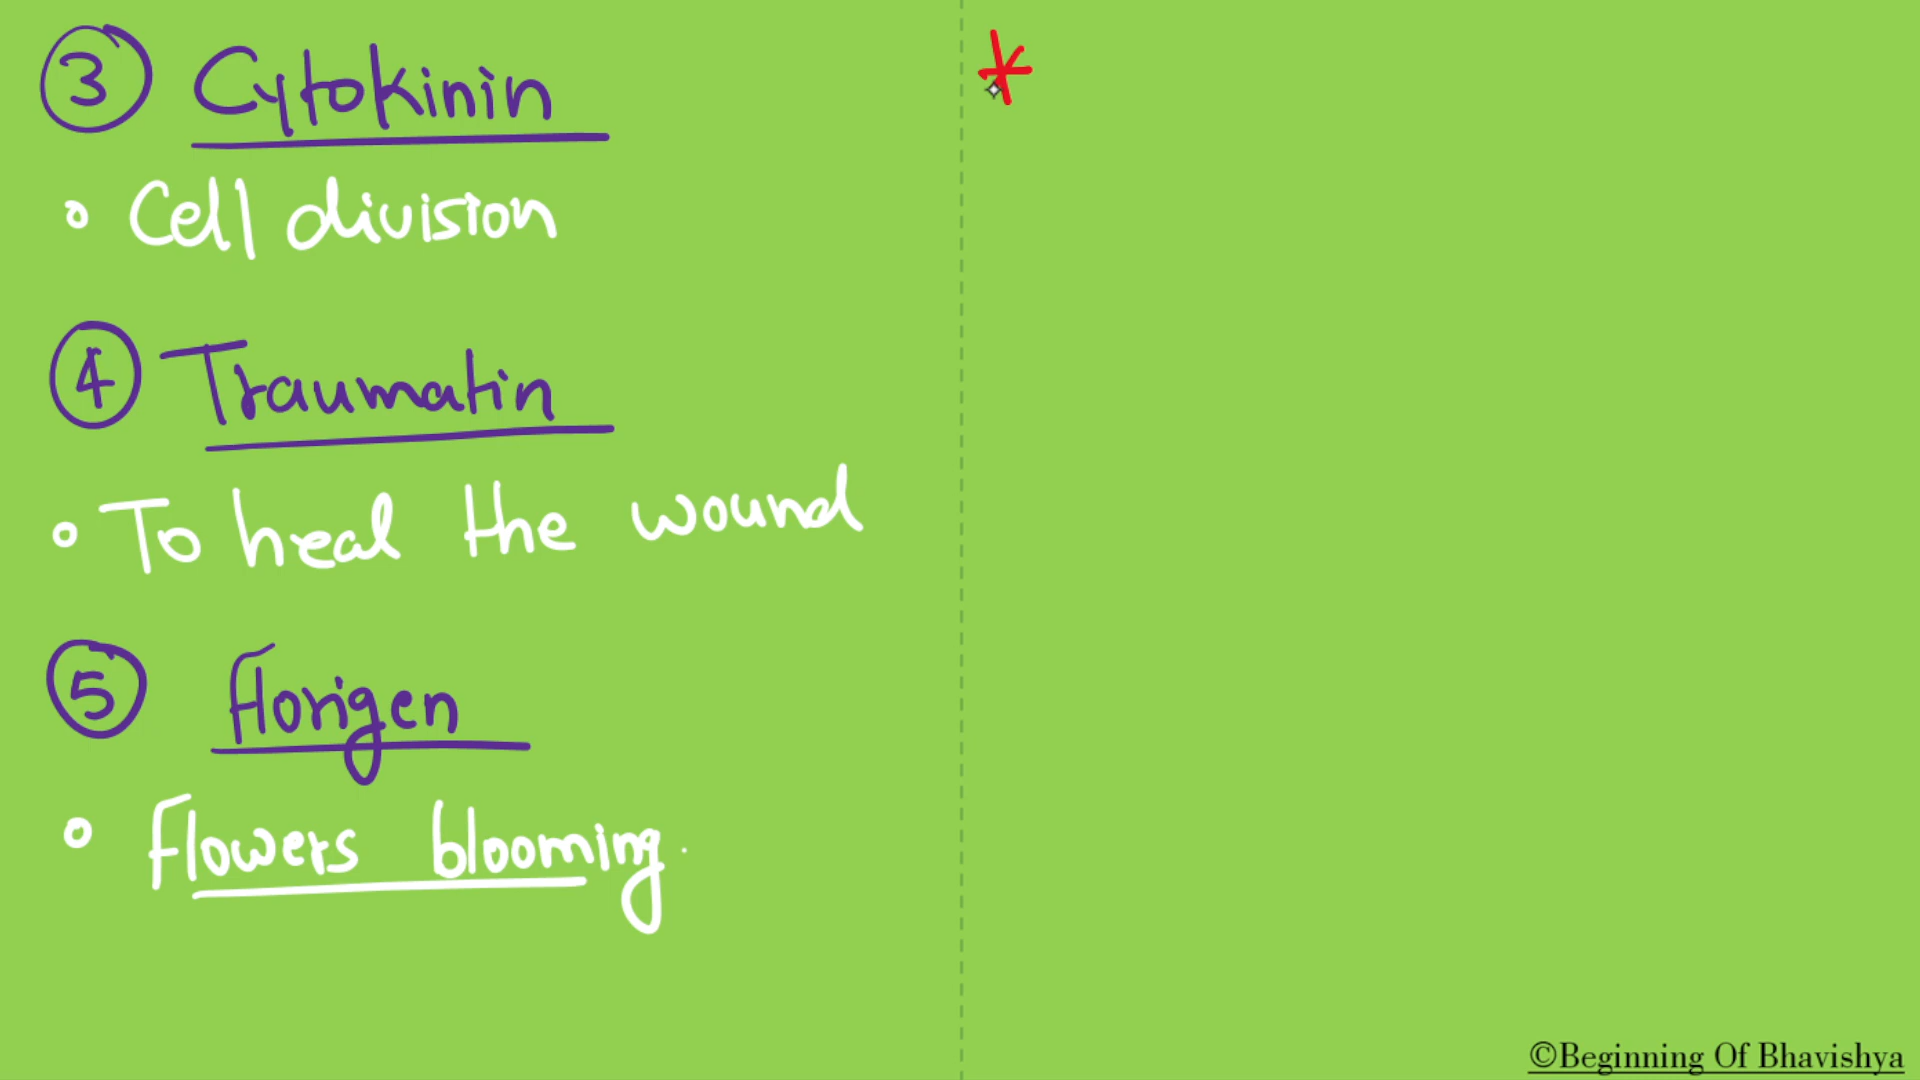 3 Cytokinin
• Cell division
4 Traumatin
• To heal the wound
5 Florigen
• Flowers blooming.
*
©Beginning Of Bhavishya